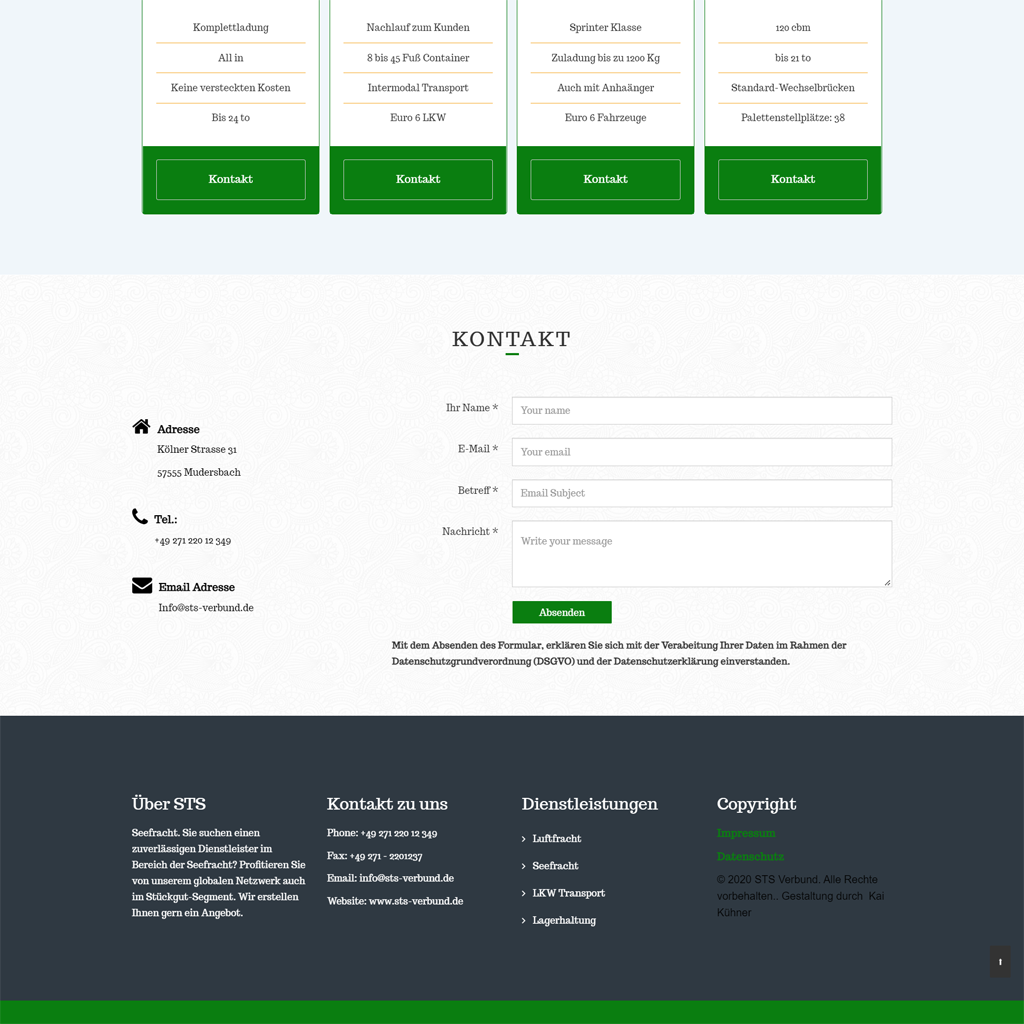 Komplettladung
All in
Keine versteckten Kosten
Bis 24 to
Kontakt
Nachlauf zum Kunden
8 bis 45 Fuß Container
Intermodal Transport
Euro 6 LKW
Kontakt
Sprinter Klasse
Zuladung bis zu 1200 Kg
Auch mit Anhaänger
Euro 6 Fahrzeuge
Kontakt
120 cbm
bis 21 to
Standard-Wechselbrücken
Palettenstellplätze: 38
Kontakt
KONTAKT
Adresse
Kölner Strasse 31
57555 Mudersbach
Tel.:
+49 271 220 12 349
Email Adresse
Info@sts-verbund.de
Ihr Name *
Your name
E-Mail *
Your email
Betreff *
Email Subject
Nachricht *
Write your message
Absenden
Mit dem Absenden des Formular, erklären Sie sich mit der Verabeitung Ihrer Daten im Rahmen der
Datenschutzgrundverordnung (DSGVO) und der Datenschutzerklärung einverstanden.
Über STS
Seefracht. Sie suchen einen
zuverlässigen Dienstleister im
Bereich der Seefracht? Profitieren Sie
von unserem globalen Netzwerk auch
im Stückgut-Segment. Wir erstellen
Ihnen gern ein Angebot.
Kontakt zu uns
Phone: +49 271 220 12 349
Fax: +49 271 - 2201237
Email: info@sts-verbund.de
Website: www.sts-verbund.de
Dienstleistungen
Luftfracht
Seefracht
LKW Transport
Lagerhaltung
Copyright
Impressum
Datenschutz
© 2020 STS Verbund. Alle Rechte
vorbehalten.. Gestaltung durch Kai
Kühner